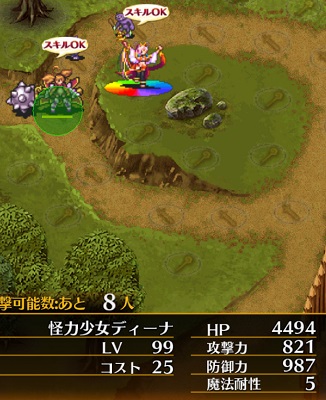 スキルOK
スキルOK
撃可能数:あと 8人
怪力少女ディーナ HP 4494
LV 99 攻撃力 821
コスト 25 防御力 987
魔法耐性 5